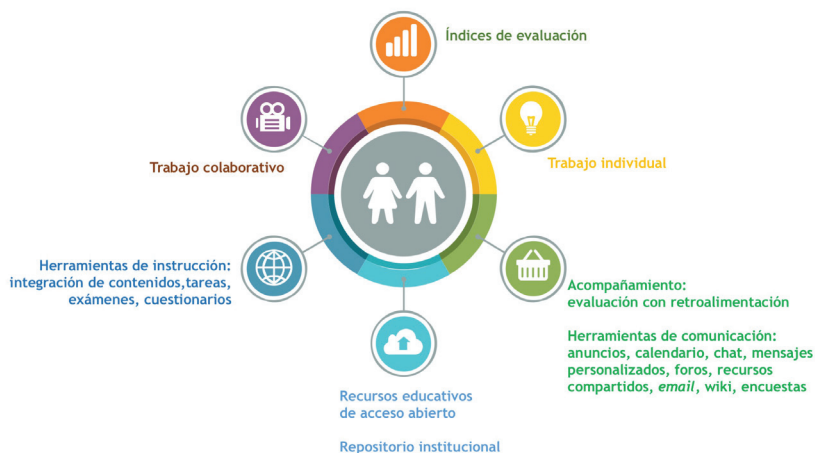 Índices de evaluación
Trabajo colaborativo
Trabajo individual
Herramientas de instrucción:
integración de contenidos,tareas,
exámenes, cuestionarios
Acompañamiento:
evaluación con retroalimentación
Herramientas de comunicación:
anuncios, calendario, chat, mensajes
personalizados, foros, recursos
compartidos, email, wiki, encuestas
Recursos educativos
de acceso abierto
Repositorio institucional